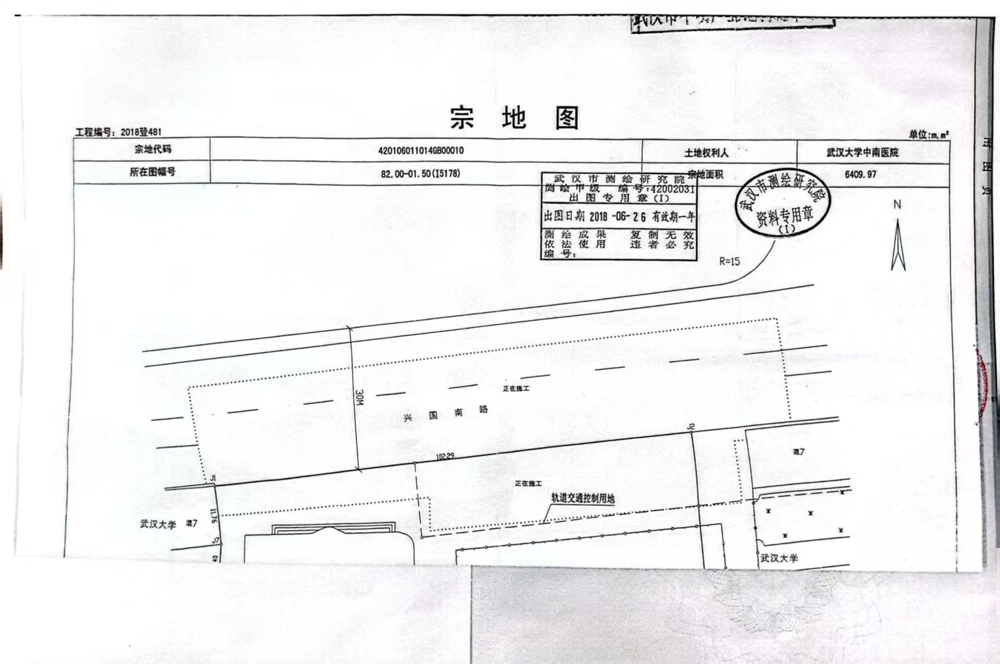 宗地图
工程编号：2018登481
单位:m,m²
宗地代码 420106011014GB00010 土地权利人 武汉大学中南医院
所在图幅号 82.00-01.50(I5178) 宗地面积 6409.97
武汉市测绘研究院
测绘甲级 编号:42002031
出图专用章(I)
出图日期 2018-06-26 有效期一年
测绘成果 复制无效
依法使用 违者必究
编号:
武汉市测绘研究院
资料专用章
(I)
附图页
N
R=15
30M
正在施工
兴国南路
J2
102.29
混7
J1
正在施工
轨道交通控制用地
11.76
武汉大学 混7
J7
40
武汉大学